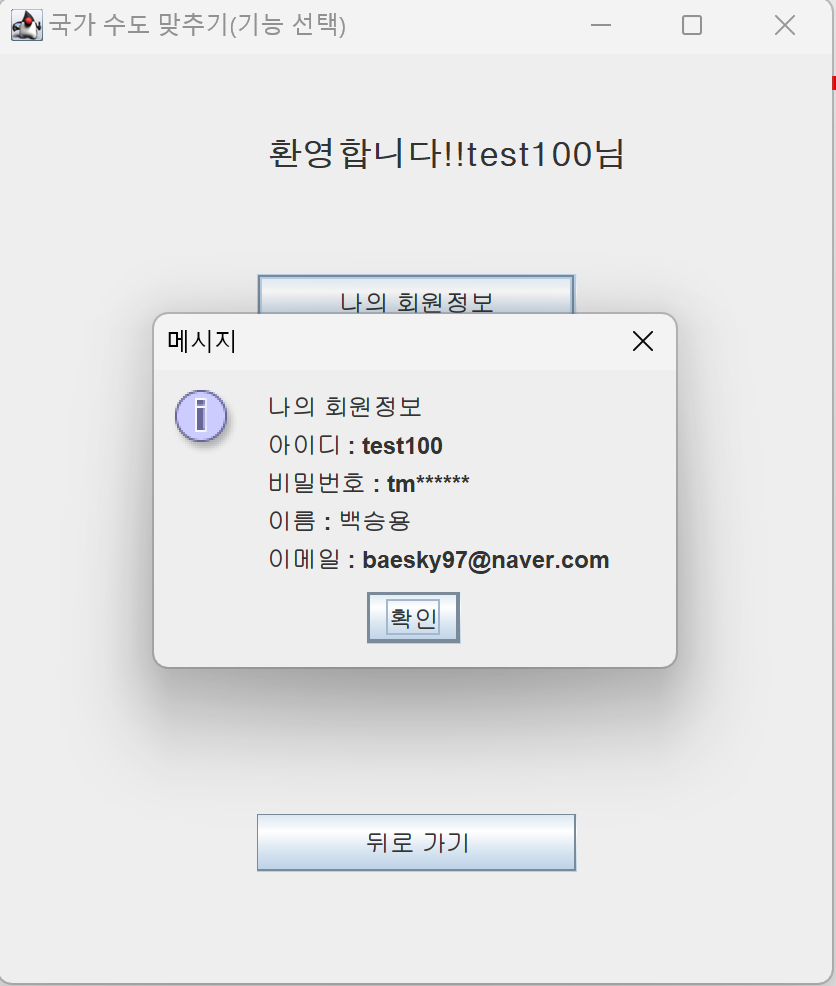 국가 수도 맞추기(기능 선택)
환영합니다!!test100님
나의 회원정보
메시지
나의 회원정보
아이디 : test100
비밀번호 : tm******
이름 : 백승용
이메일 : baesky97@naver.com
확인
뒤로 가기